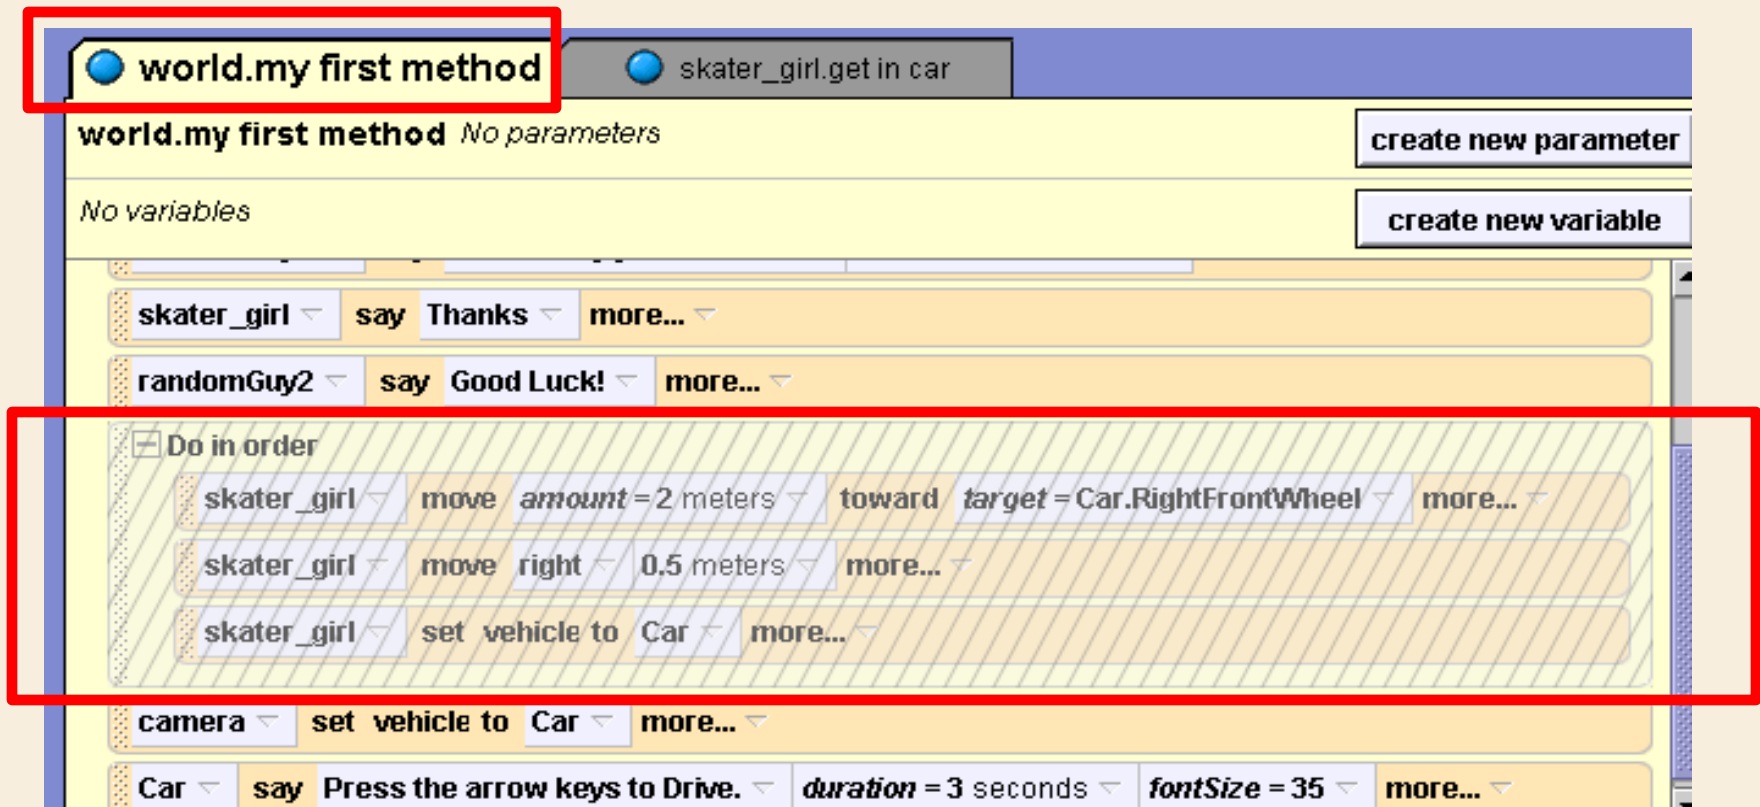 world.my first method skater_girl.get in car
world.my first method No parameters create new parameter
No variables create new variable
skater_girl say Thanks more...
randomGuy2 say Good Luck! more...
Do in order
skater_girl move amount = 2 meters toward target = Car.RightFrontWheel more...
skater_girl move right 0.5 meters more...
skater_girl set vehicle to Car more...
camera set vehicle to Car more...
Car say Press the arrow keys to Drive. duration = 3 seconds fontSize = 35 more...